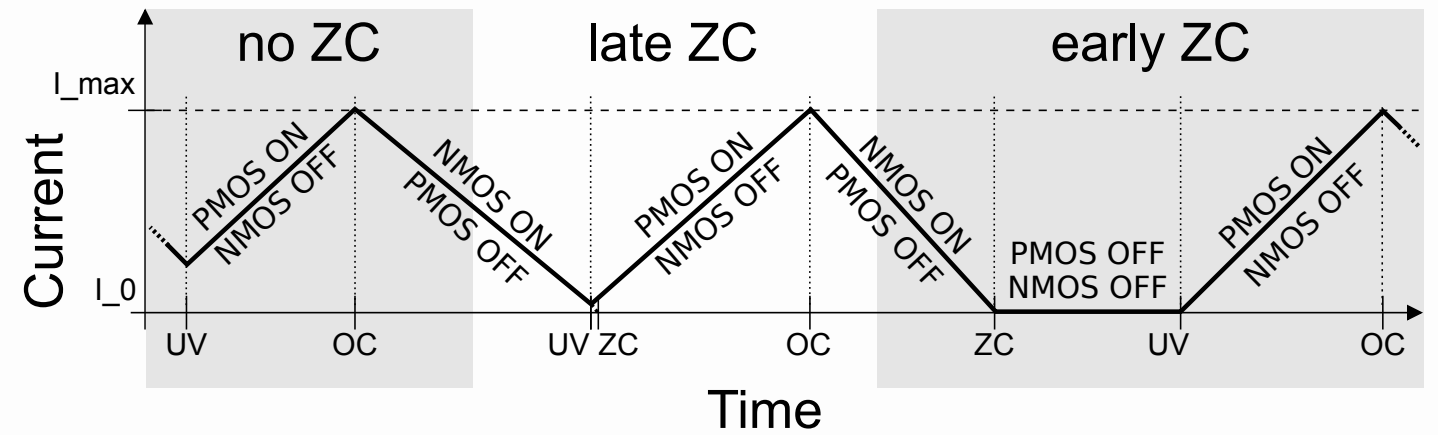 no ZC
late ZC
early ZC
I_max
Current
I_0
PMOS ON
NMOS OFF
NMOS ON
PMOS OFF
PMOS ON
NMOS OFF
NMOS ON
PMOS OFF
PMOS OFF
NMOS OFF
PMOS ON
NMOS OFF
UV
OC
UV
ZC
OC
ZC
UV
OC
Time